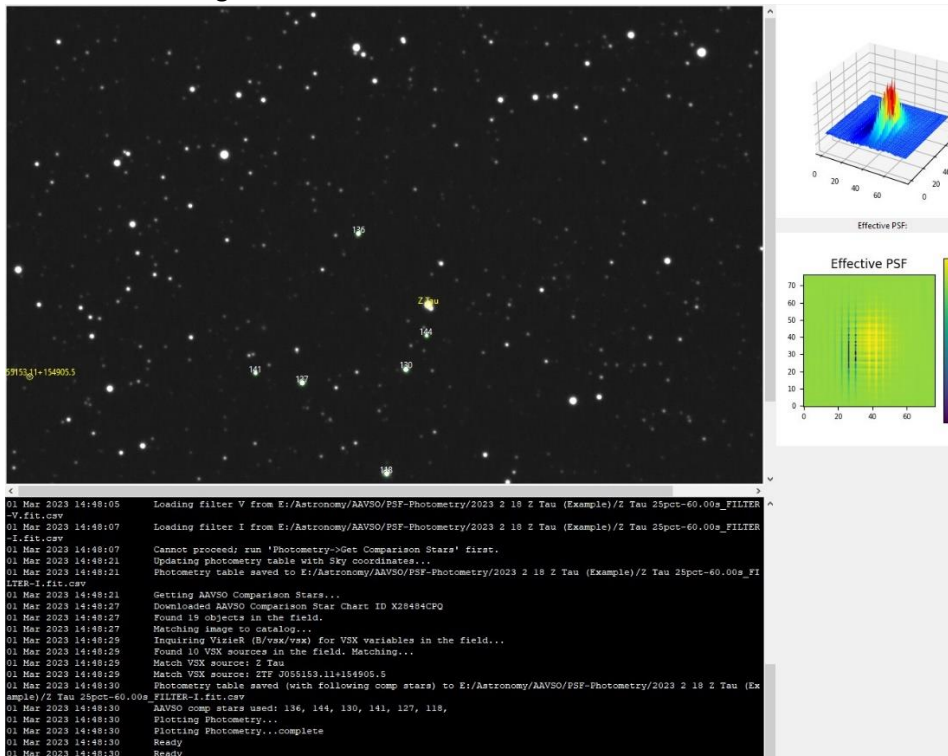 136
Z Tau
144
130
141
127
55153.11+154905.5
118
0 20 40 60
0 20 40
Effective PSF:
Effective PSF
70
60
50
40
30
20
10
0
0 20 40 60
01 Mar 2023 14:48:05 Loading filter V from E:/Astronomy/AAVSO/PSF-Photometry/2023 2 18 Z Tau (Example)/Z Tau 25pct-60.00s_FILTER
-V.fit.csv
01 Mar 2023 14:48:07 Loading filter I from E:/Astronomy/AAVSO/PSF-Photometry/2023 2 18 Z Tau (Example)/Z Tau 25pct-60.00s_FILTER
-I.fit.csv
01 Mar 2023 14:48:07 Cannot proceed; run 'Photometry->Get Comparison Stars' first.
01 Mar 2023 14:48:21 Updating photometry table with Sky coordinates...
01 Mar 2023 14:48:21 Photometry table saved to E:/Astronomy/AAVSO/PSF-Photometry/2023 2 18 Z Tau (Example)/Z Tau 25pct-60.00s_FI
LTER-I.fit.csv
01 Mar 2023 14:48:21 Getting AAVSO Comparison Stars...
01 Mar 2023 14:48:27 Downloaded AAVSO Comparison Star Chart ID X28484CPQ
01 Mar 2023 14:48:27 Found 19 objects in the field.
01 Mar 2023 14:48:27 Matching image to catalog...
01 Mar 2023 14:48:29 Inquiring VizieR (B/vsx/vsx) for VSX variables in the field...
01 Mar 2023 14:48:29 Found 10 VSX sources in the field. Matching...
01 Mar 2023 14:48:29 Match VSX source: Z Tau
01 Mar 2023 14:48:29 Match VSX source: ZTF J055153.11+154905.5
01 Mar 2023 14:48:30 Photometry table saved (with following comp stars) to E:/Astronomy/AAVSO/PSF-Photometry/2023 2 18 Z Tau (Ex
ample)/Z Tau 25pct-60.00s_FILTER-I.fit.csv
01 Mar 2023 14:48:30 AAVSO comp stars used: 136, 144, 130, 141, 127, 118,
01 Mar 2023 14:48:30 Plotting Photometry...
01 Mar 2023 14:48:30 Plotting Photometry...complete
01 Mar 2023 14:48:30 Ready
01 Mar 2023 14:48:30 Ready